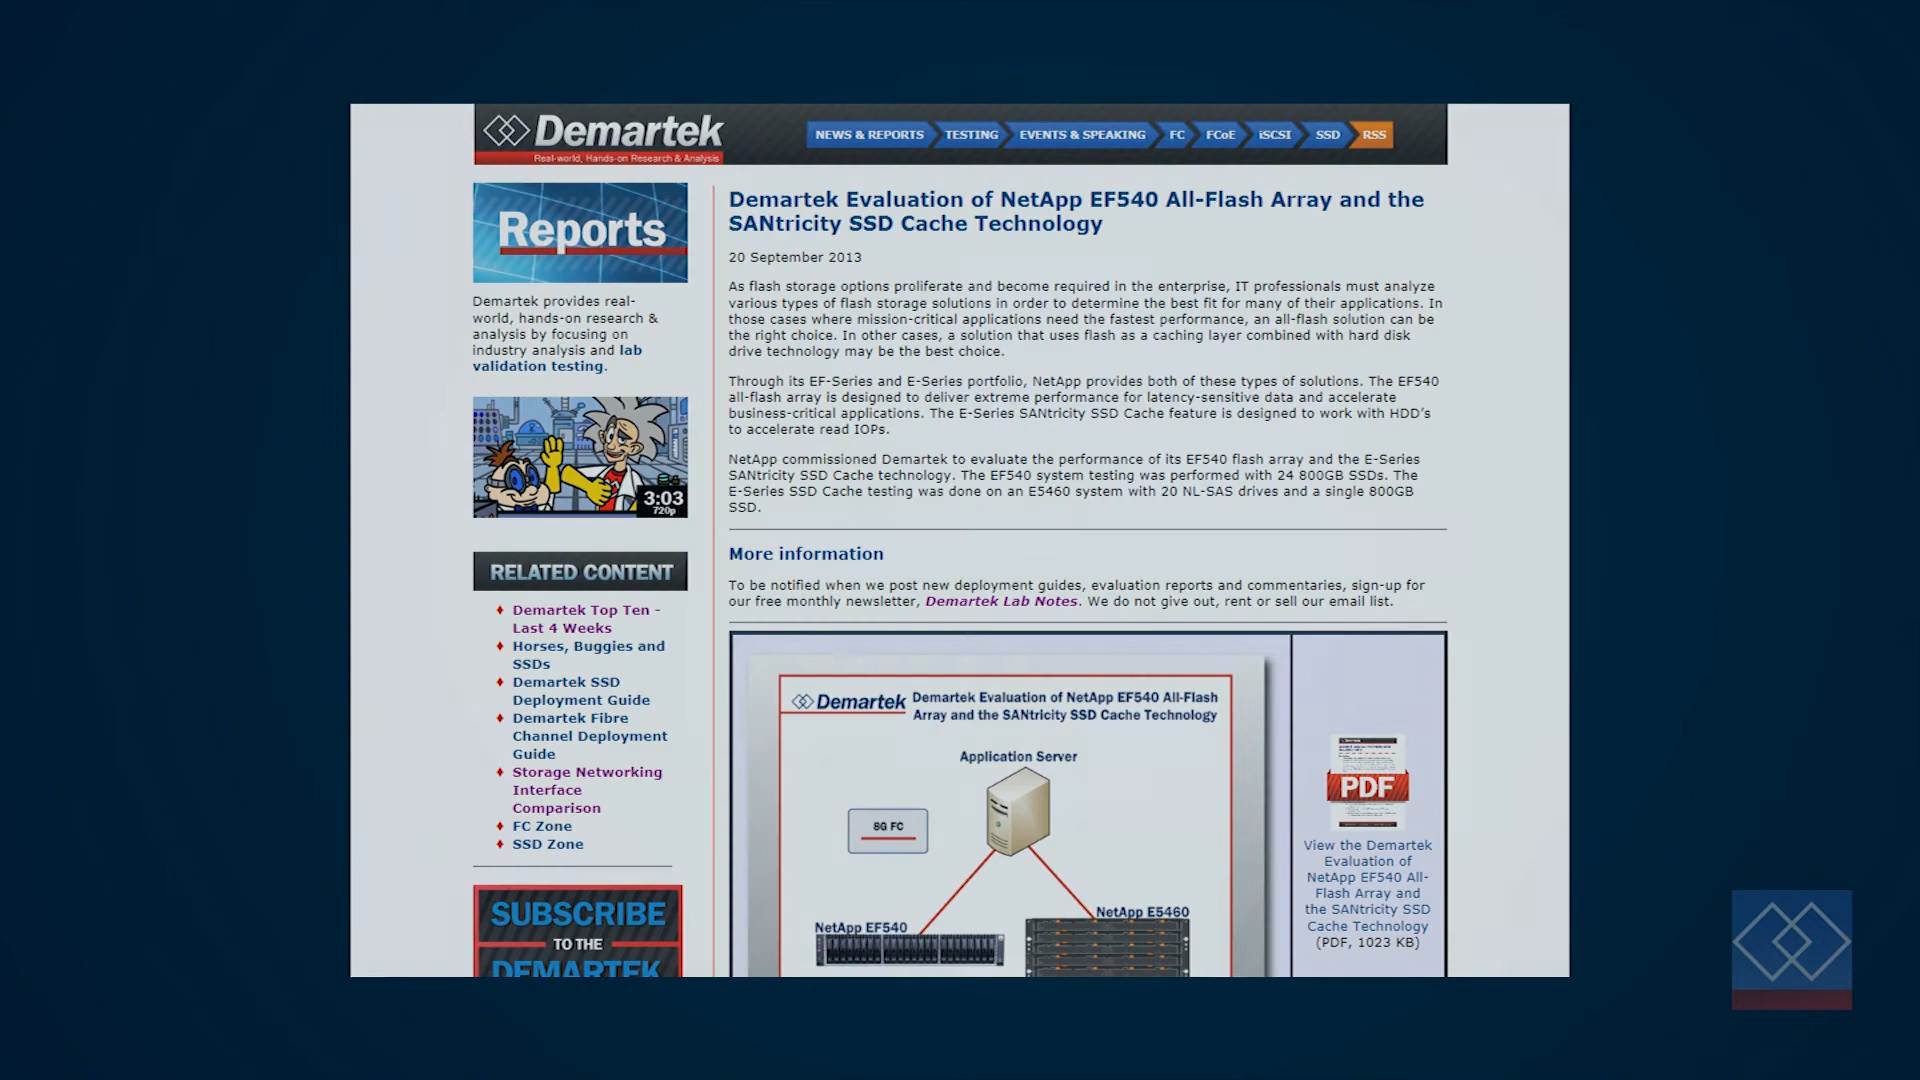 Demartek
Real-world, Hands-on Research & Analysis
NEWS & REPORTS
TESTING
EVENTS & SPEAKING
FC
FCoE
iSCSI
SSD
RSS
Reports
Demartek provides real-
world, hands-on research &
analysis by focusing on
industry analysis and lab
validation testing.
3:03
720p
RELATED CONTENT
Demartek Top Ten -
Last 4 Weeks
Horses, Buggies and
SSDs
Demartek SSD
Deployment Guide
Demartek Fibre
Channel Deployment
Guide
Storage Networking
Interface
Comparison
FC Zone
SSD Zone
SUBSCRIBE
TO THE
DEMARTEK
Demartek Evaluation of NetApp EF540 All-Flash Array and the
SANtricity SSD Cache Technology
20 September 2013
As flash storage options proliferate and become required in the enterprise, IT professionals must analyze
various types of flash storage solutions in order to determine the best fit for many of their applications. In
those cases where mission-critical applications need the fastest performance, an all-flash solution can be
the right choice. In other cases, a solution that uses flash as a caching layer combined with hard disk
drive technology may be the best choice.
Through its EF-Series and E-Series portfolio, NetApp provides both of these types of solutions. The EF540
all-flash array is designed to deliver extreme performance for latency-sensitive data and accelerate
business-critical applications. The E-Series SANtricity SSD Cache feature is designed to work with HDD's
to accelerate read IOPs.
NetApp commissioned Demartek to evaluate the performance of its EF540 flash array and the E-Series
SANtricity SSD Cache technology. The EF540 system testing was performed with 24 800GB SSDs. The
E-Series SSD Cache testing was done on an E5460 system with 20 NL-SAS drives and a single 800GB
SSD.
More information
To be notified when we post new deployment guides, evaluation reports and commentaries, sign-up for
our free monthly newsletter, Demartek Lab Notes. We do not give out, rent or sell our email list.
Demartek
Demartek Evaluation of NetApp EF540 All-Flash
Array and the SANtricity SSD Cache Technology
Application Server
8G FC
NetApp EF540
NetApp E5460
PDF
View the Demartek
Evaluation of
NetApp EF540 All-
Flash Array and
the SANtricity SSD
Cache Technology
(PDF, 1023 KB)